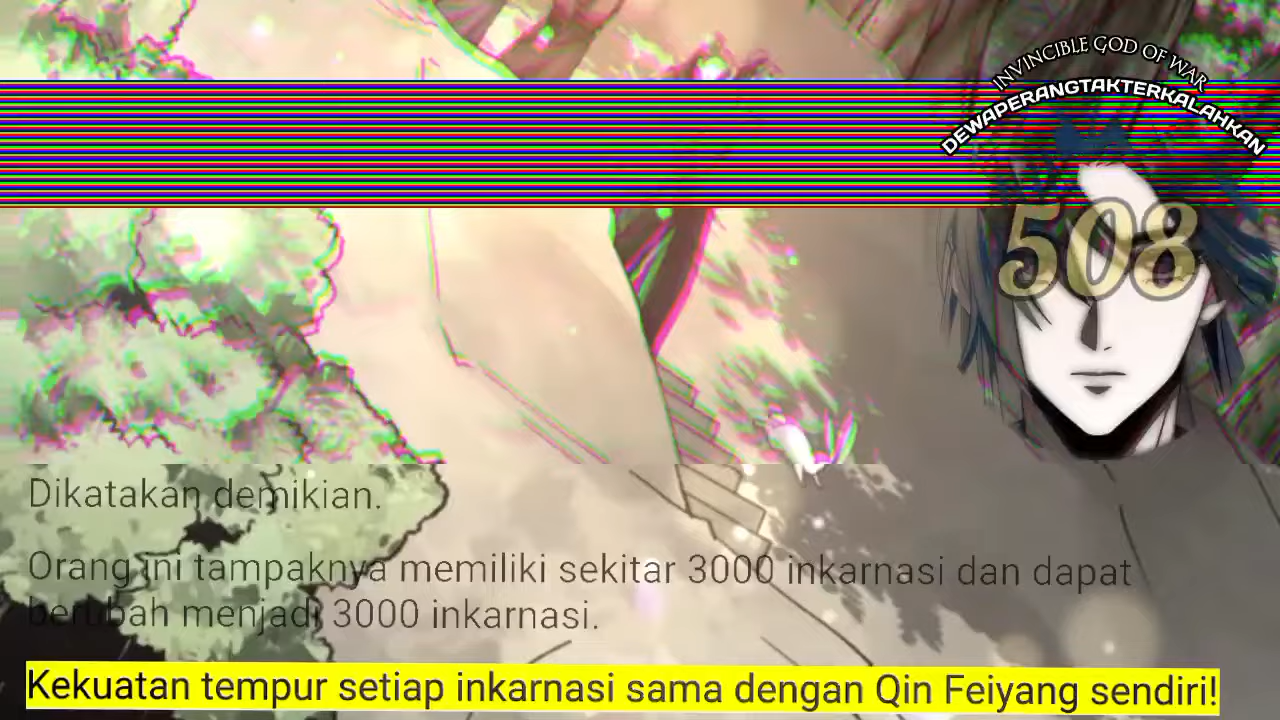 INVINCIBLE GOD OF WAR
DEWAPERANGTAKTERKALAHKAN
508
Dikatakan demikian.
Orang ini tampaknya memiliki sekitar 3000 inkarnasi dan dapat
berubah menjadi 3000 inkarnasi.
Kekuatan tempur setiap inkarnasi sama dengan Qin Feiyang sendiri!